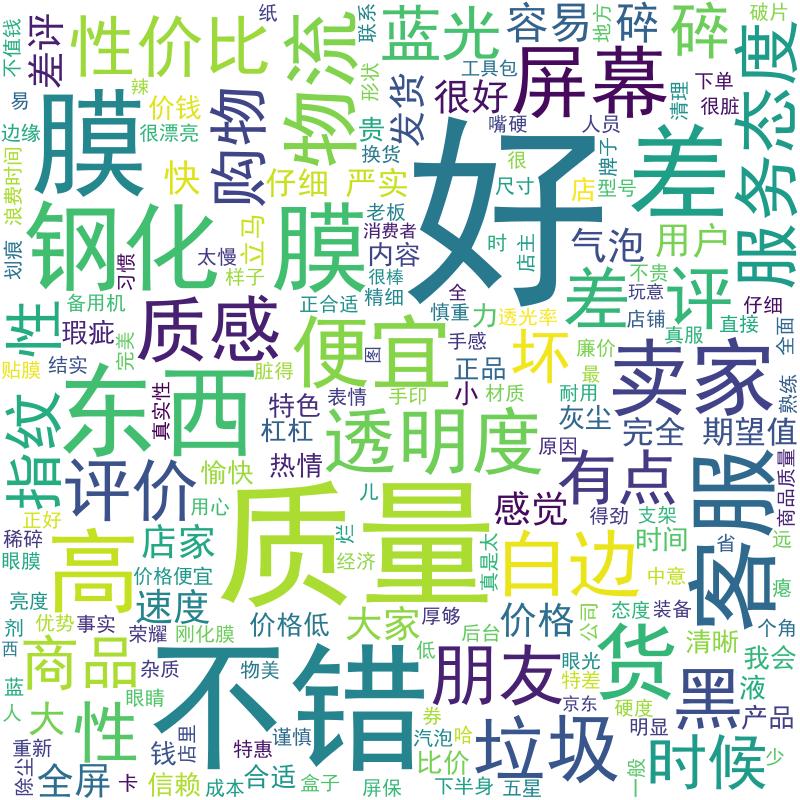 好
质量
不错
膜
钢化
膜
东西
屏幕
差
物流
性价比
质感
便宜
透明度
客服
卖家
服务态度
高
白边
货
朋友
垃圾
时候
黑
有点
评价
指纹
性
购物
蓝光
碎
容易
碎
差评
差
评
坏
商品
性
大
全屏
速度
店家
感觉
价格
大家
价格低
很好
发货
气泡
用户
仔细
严实
快
贵
价钱
立马
内容
瑕疵
特色
杠杠
热情
愉快
正品
小
灰尘
完全
期望值
时间
清晰
我会
液
产品
比价
合适
信赖
钱
店里
不值钱
纸
联系
形状
工具包
地方
破片
清理
下单
很脏
嘴硬
人员
牌子
型号
店
尺寸
很
换货
老板
消费者
店主
辣
很漂亮
易
边缘
浪费时间
划痕
习惯
太慢
样子
备用机
完美
结实
贴膜
真实性
正合适
很棒
精细
全
慎重
力
透光率
手感
图
脏得
表情
手印
材质
耐用
廉价
最
店铺
玩意
不贵
真服
直接
仔细
全面
熟练
商品质量
原因
得劲
支架
省
远
瘪
中意
个角
装备
态度
公司
真是太
儿
烂
经济
用心
正好
稀碎
眼膜
亮度
剂
优势
事实
价格便宜
荣耀
刚化膜
厚够
后台
低
眼光
特差
京东
硬度
明显
少
一般
西
蓝
人
杂质
物美
眼睛
重新
除尘
卡
特惠
谨慎
券
汽泡
哈
成本
盒子
屏保
下半身
五星